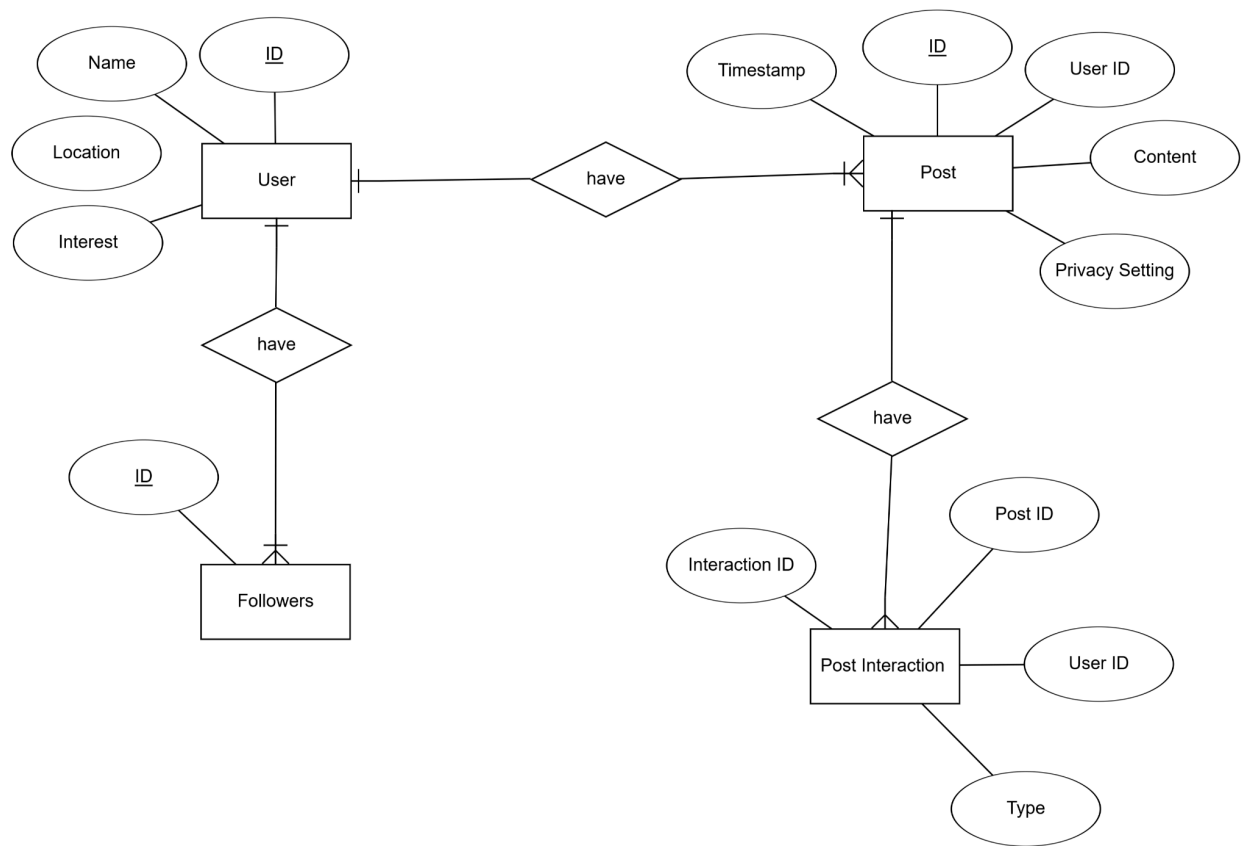 Name
ID
Location
User
Interest
have
Timestamp
ID
User ID
Post
Content
Privacy Setting
have
ID
Followers
have
Interaction ID
Post ID
Post Interaction
User ID
Type